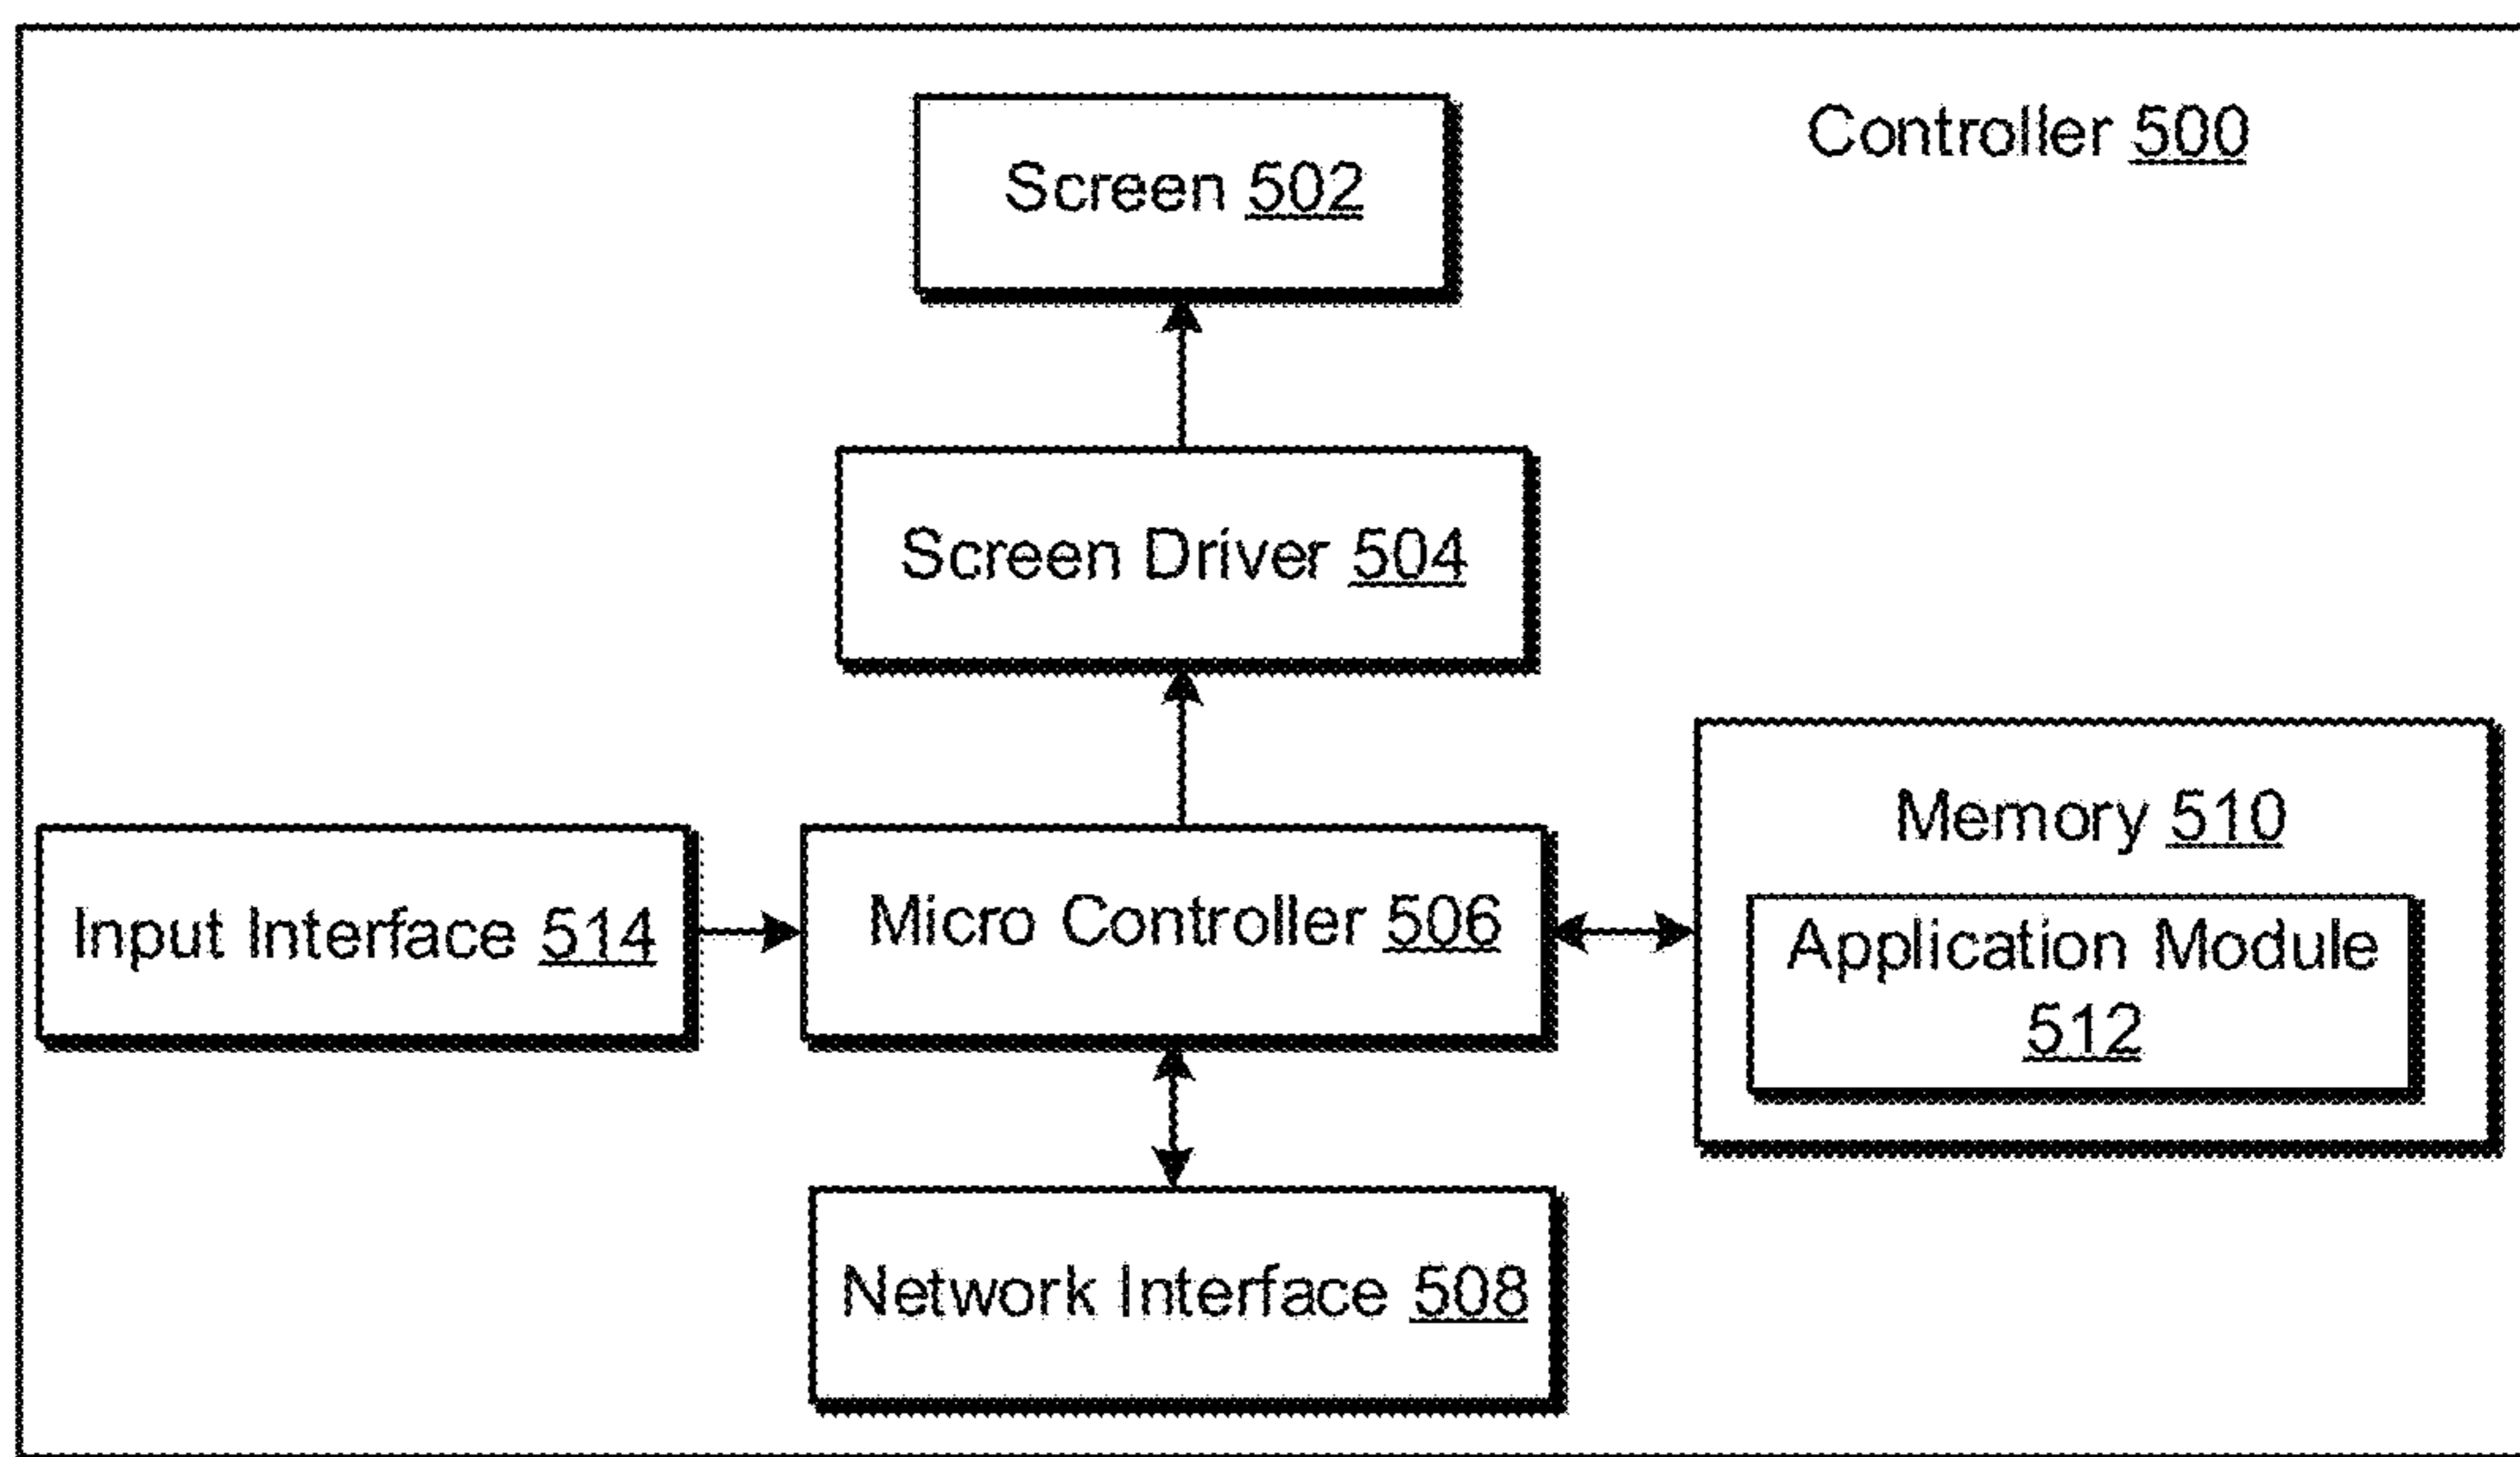 Controller 500
Screen 502
Screen Driver 504
Memory 510
Input Interface 514
Micro Controller 506
Application Module
512
Network Interface 508